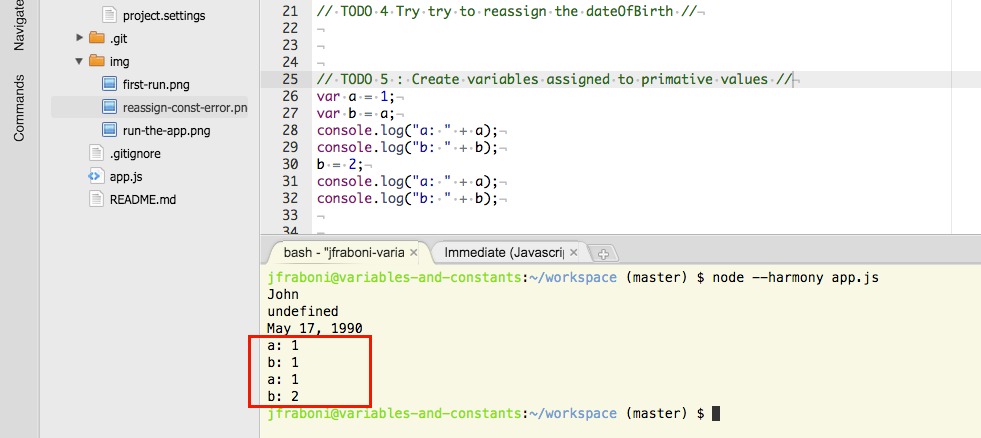 Navigate
Commands
project.settings
.git
img
first-run.png
reassign-const-error.pn
run-the-app.png
.gitignore
app.js
README.md
21 // TODO 4 Try try to reassign the dateOfBirth //
22
23
24
25 // TODO 5 : Create variables assigned to primative values //
26 var a = 1;
27 var b = a;
28 console.log("a: " + a);
29 console.log("b: " + b);
30 b = 2;
31 console.log("a: " + a);
32 console.log("b: " + b);
33
34
bash - "jfraboni-varia ×
Immediate (Javascrip ×
jfraboni@variables-and-constants:~/workspace (master) $ node --harmony app.js
John
undefined
May 17, 1990
a: 1
b: 1
a: 1
b: 2
jfraboni@variables-and-constants:~/workspace (master) $